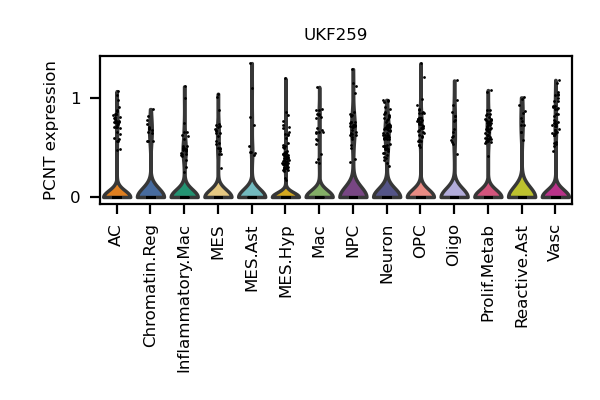 UKF259
PCNT expression
1
0
AC
Chromatin.Reg
Inflammatory.Mac
MES
MES.Ast
MES.Hyp
Mac
NPC
Neuron
OPC
Oligo
Prolif.Metab
Reactive.Ast
Vasc